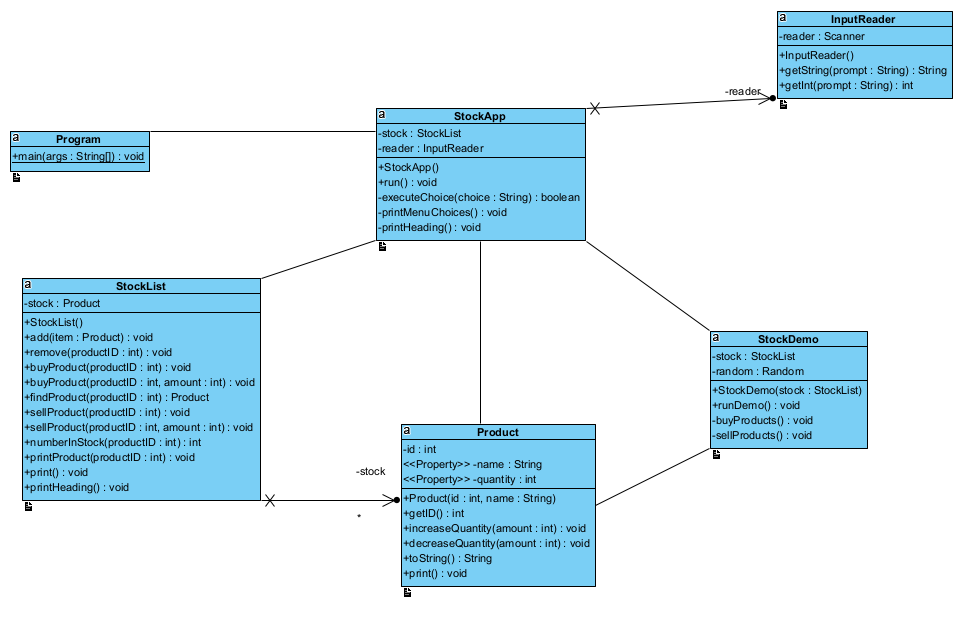 a
InputReader
-reader : Scanner
+InputReader()
+getString(prompt : String) : String
+getInt(prompt : String) : int
-reader
a
StockApp
-stock : StockList
-reader : InputReader
+StockApp()
+run() : void
-executeChoice(choice : String) : boolean
-printMenuChoices() : void
-printHeading() : void
a
Program
+main(args : String[]) : void
a
StockList
-stock : Product
+StockList()
+add(item : Product) : void
+remove(productID : int) : void
+buyProduct(productID : int) : void
+buyProduct(productID : int, amount : int) : void
+findProduct(productID : int) : Product
+sellProduct(productID : int) : void
+sellProduct(productID : int, amount : int) : void
+numberInStock(productID : int) : int
+printProduct(productID : int) : void
+print() : void
+printHeading() : void
-stock
*
a
StockDemo
-stock : StockList
-random : Random
+StockDemo(stock : StockList)
+runDemo() : void
-buyProducts() : void
-sellProducts() : void
a
Product
-id : int
<<Property>> -name : String
<<Property>> -quantity : int
+Product(id : int, name : String)
+getID() : int
+increaseQuantity(amount : int) : void
+decreaseQuantity(amount : int) : void
+toString() : String
+print() : void